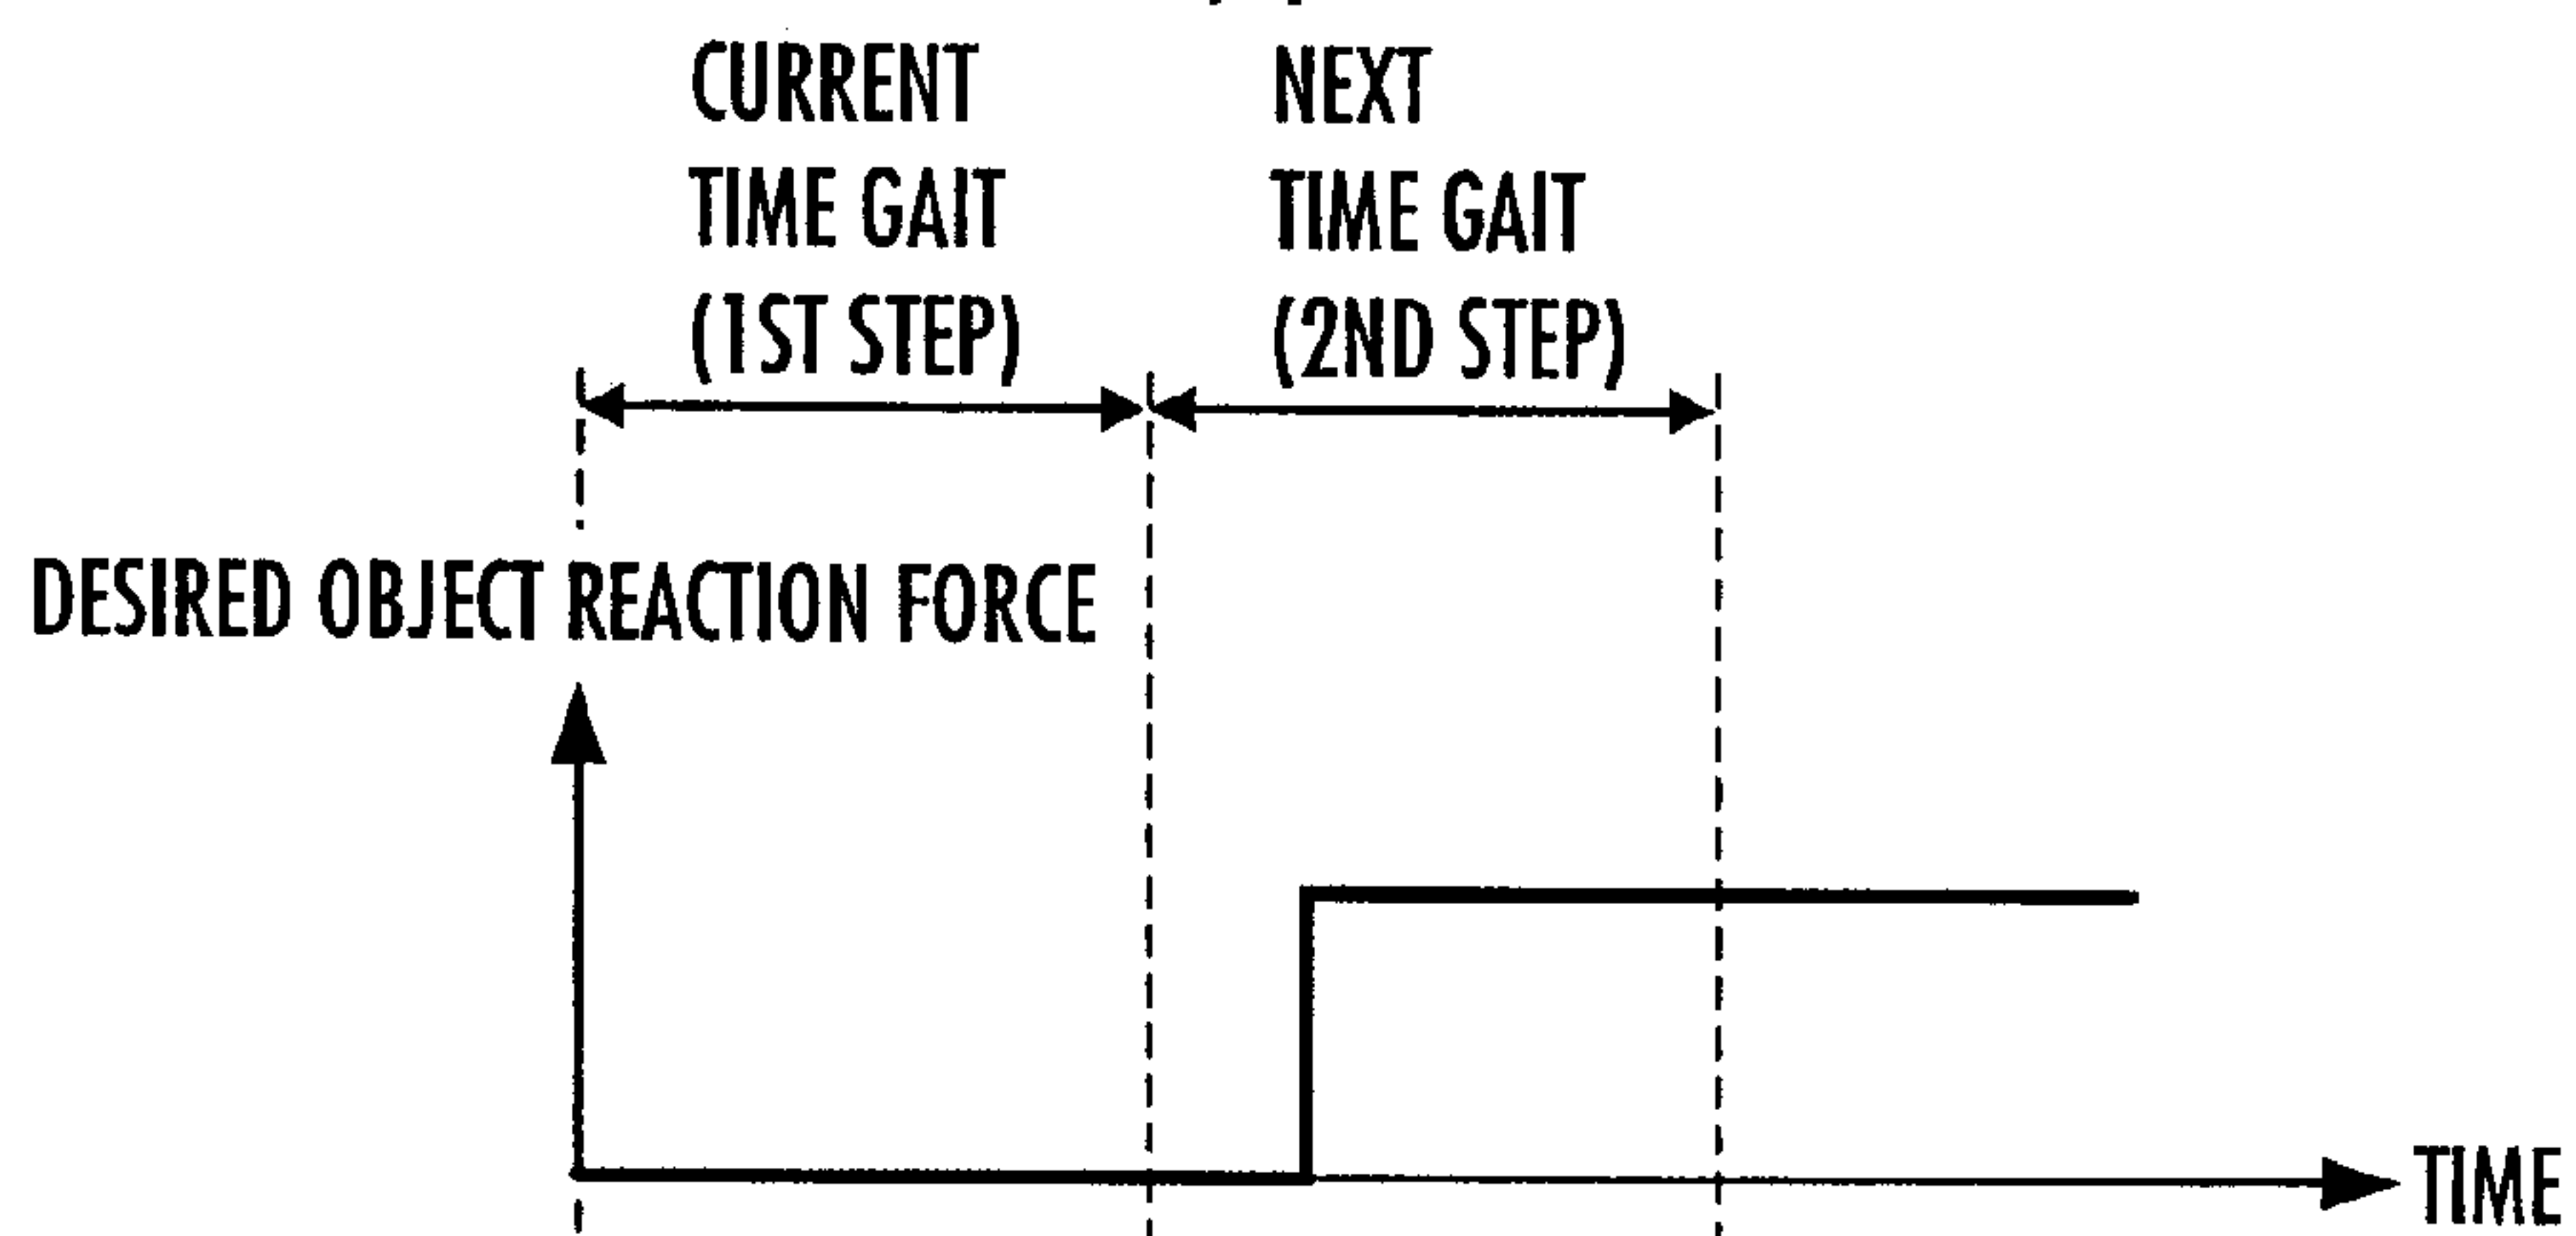 CURRENT
TIME GAIT
(1ST STEP)
NEXT
TIME GAIT
(2ND STEP)
DESIRED OBJECT REACTION FORCE
TIME